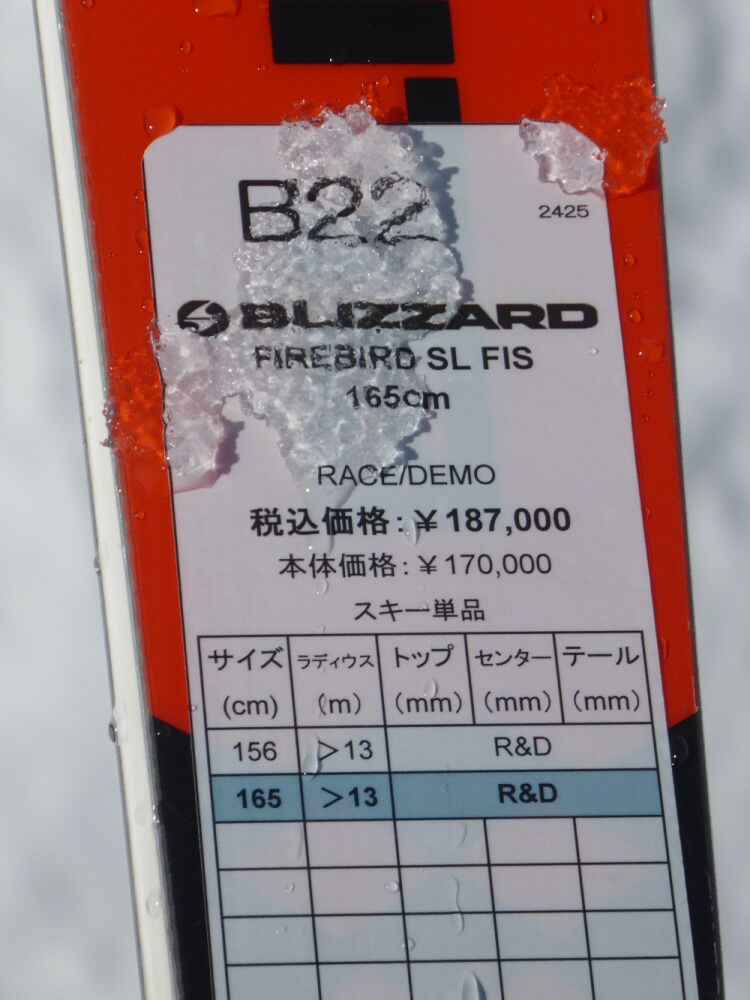 B22
2425
BLIZZARD
FIREBIRD SL FIS
165cm
RACE/DEMO
税込価格:¥187,000
本体価格:¥170,000
スキー単品
サイズ ラディウス トップ センター テール
(cm) (m) (mm) (mm) (mm)
156 >13 R&D
165 >13 R&D